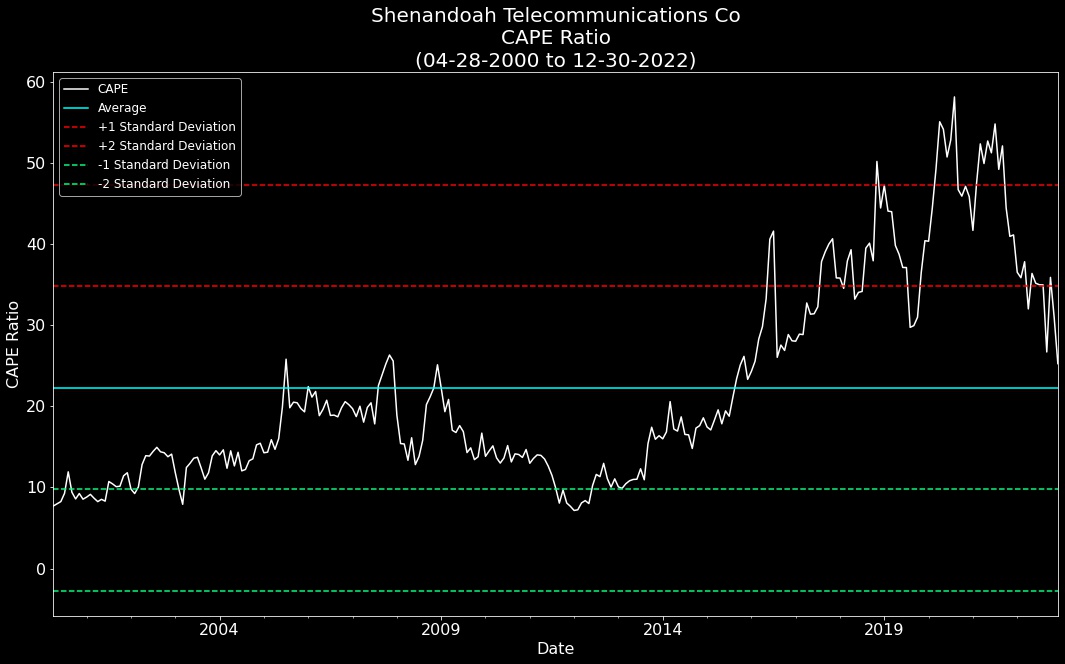 Shenandoah Telecommunications Co
CAPE Ratio
(04-28-2000 to 12-30-2022)
CAPE
Average
+1 Standard Deviation
+2 Standard Deviation
-1 Standard Deviation
-2 Standard Deviation
60
50
40
30
20
10
0
CAPE Ratio
2004
2009
2014
2019
Date